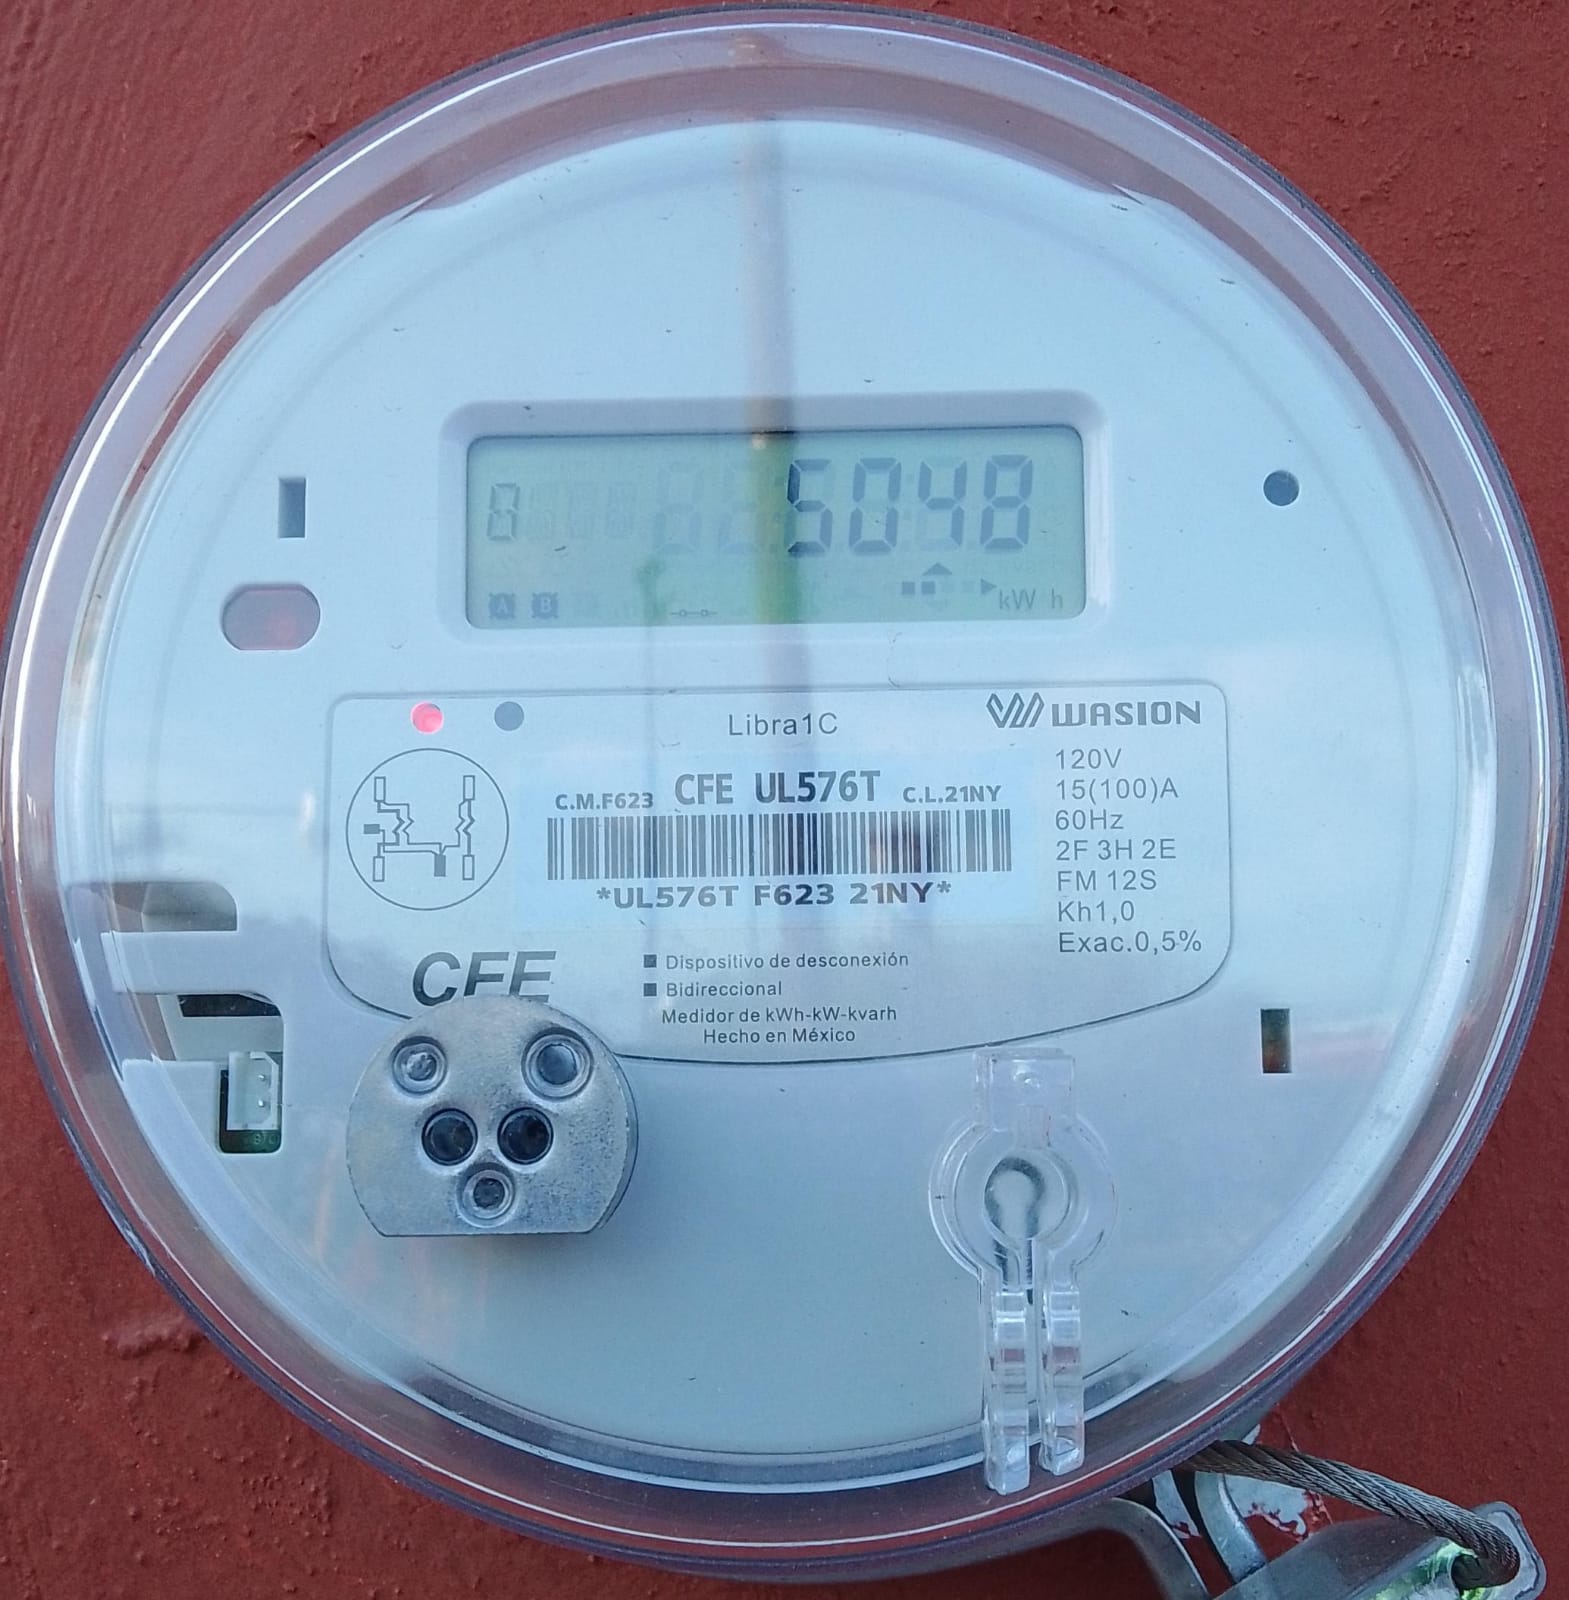 8 5048
A B kW h
Libra1C
WASION
C.M.F623 CFE UL576T C.L.21NY
*UL576T F623 21NY*
120V
15(100)A
60Hz
2F 3H 2E
FM 12S
Kh1,0
Exac.0,5%
CFE
Dispositivo de desconexión
Bidireccional
Medidor de kWh-kW-kvarh
Hecho en México